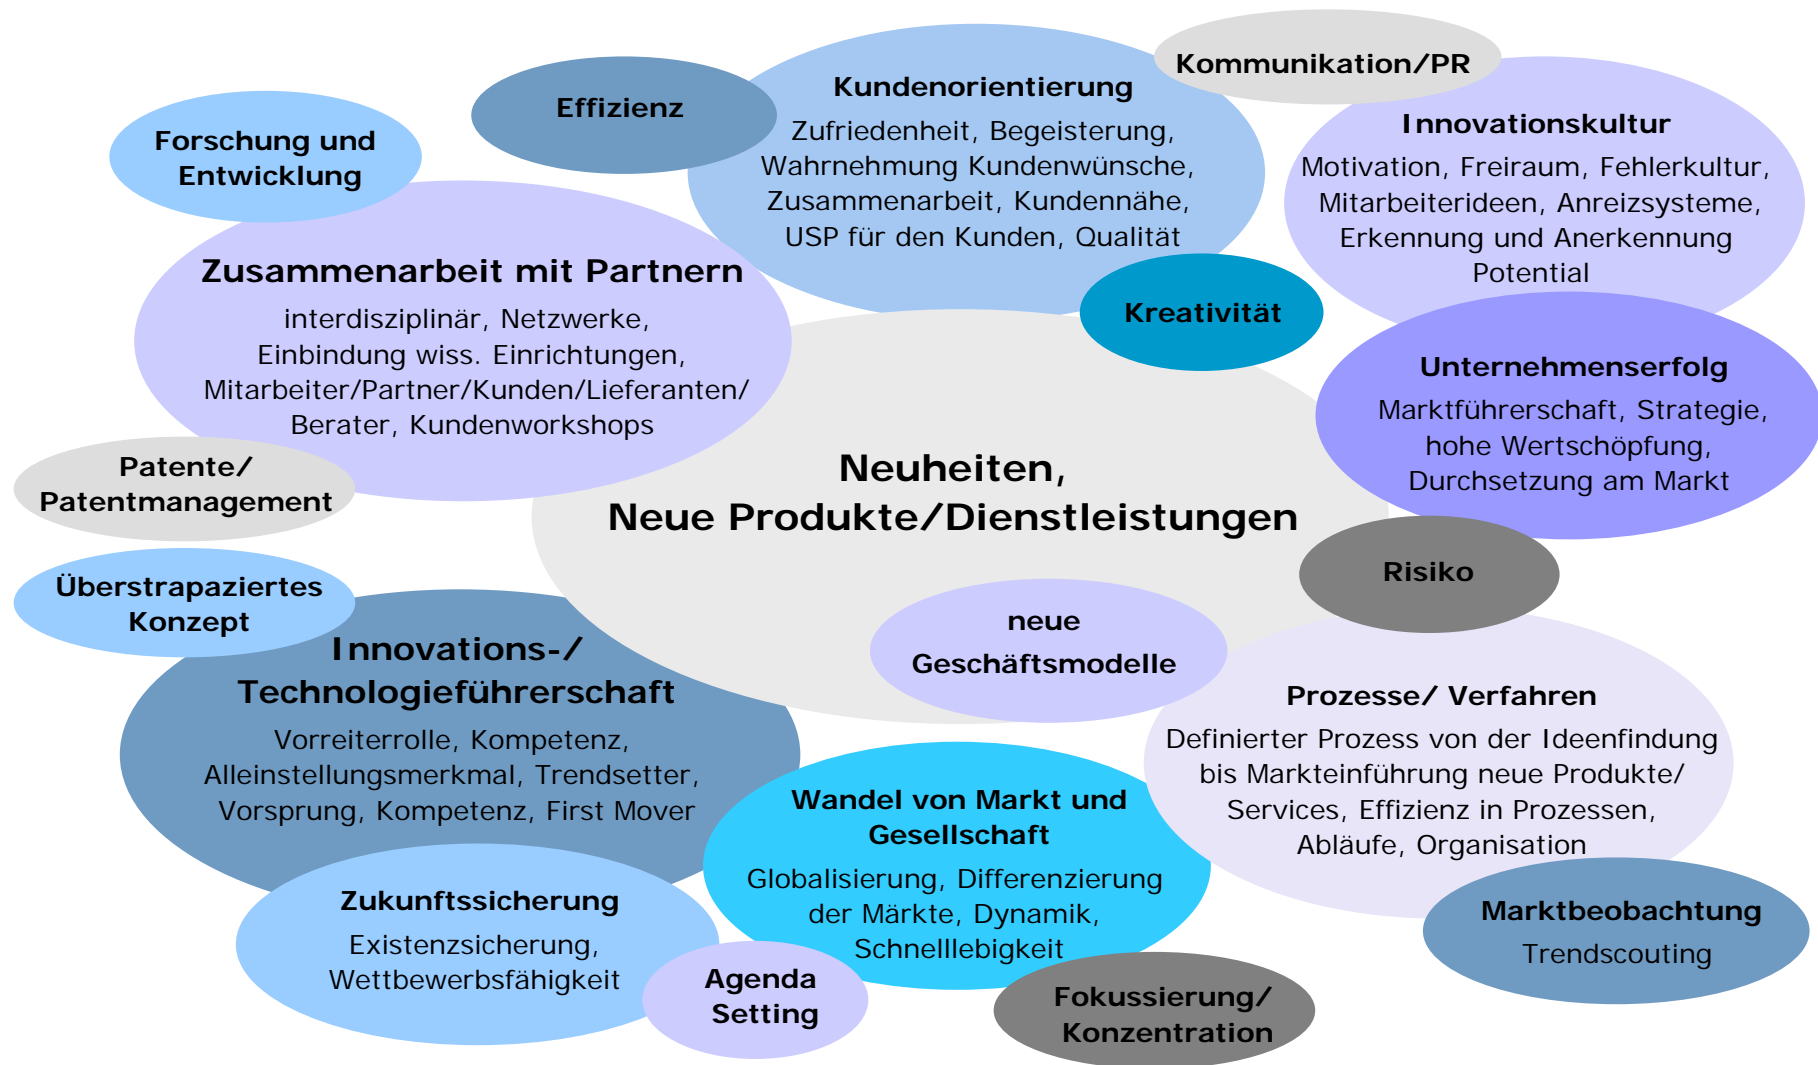 Kommunikation/PR
Effizienz
Kundenorientierung
Zufriedenheit, Begeisterung,
Wahrnehmung Kundenwünsche,
Zusammenarbeit, Kundennähe,
USP für den Kunden, Qualität
Innovationskultur
Motivation, Freiraum, Fehlerkultur,
Mitarbeiterideen, Anreizsysteme,
Erkennung und Anerkennung
Potential
Forschung und
Entwicklung
Zusammenarbeit mit Partnern
interdisziplinär, Netzwerke,
Einbindung wiss. Einrichtungen,
Mitarbeiter/Partner/Kunden/Lieferanten/
Berater, Kundenworkshops
Kreativität
Unternehmenserfolg
Marktführerschaft, Strategie,
hohe Wertschöpfung,
Durchsetzung am Markt
Patente/
Patentmanagement
Neuheiten,
Neue Produkte/Dienstleistungen
Risiko
Überstrapaziertes
Konzept
neue
Geschäftsmodelle
Innovations-/
Technologieführerschaft
Vorreiterrolle, Kompetenz,
Alleinstellungsmerkmal, Trendsetter,
Vorsprung, Kompetenz, First Mover
Prozesse/ Verfahren
Definierter Prozess von der Ideenfindung
bis Markteinführung neue Produkte/
Services, Effizienz in Prozessen,
Abläufe, Organisation
Wandel von Markt und
Gesellschaft
Globalisierung, Differenzierung
der Märkte, Dynamik,
Schnelllebigkeit
Zukunftssicherung
Existenzsicherung,
Wettbewerbsfähigkeit
Marktbeobachtung
Trendscouting
Agenda
Setting
Fokussierung/
Konzentration